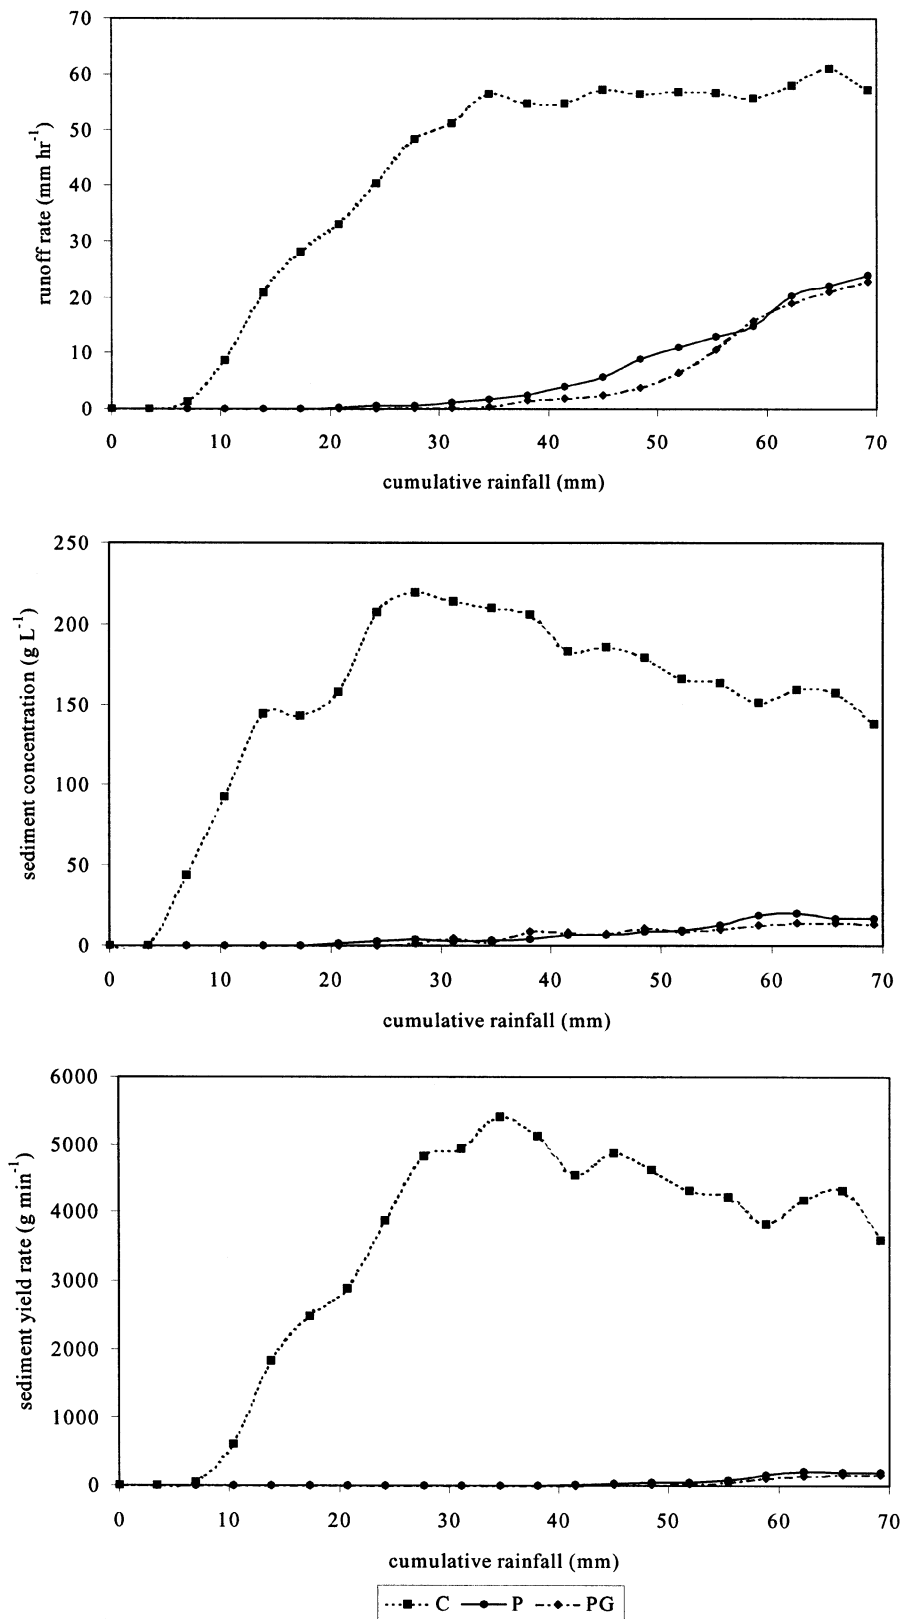 70
60
50
40
30
20
10
0
runoff rate (mm hr-1)
0 10 20 30 40 50 60 70
cumulative rainfall (mm)
250
200
150
100
50
0
sediment concentration (g L-1)
0 10 20 30 40 50 60 70
cumulative rainfall (mm)
6000
5000
4000
3000
2000
1000
0
sediment yield rate (g min-1)
0 10 20 30 40 50 60 70
cumulative rainfall (mm)
C P PG